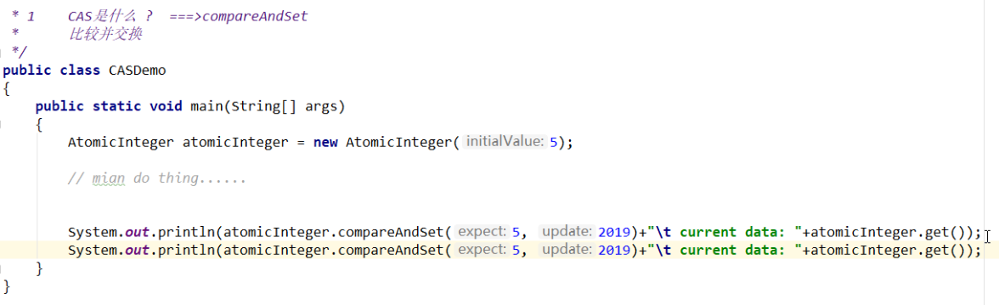 * 1    CAS是什么 ?  ===>compareAndSet
*      比较并交换
*/
public class CASDemo
{
    public static void main(String[] args)
    {
        AtomicInteger atomicInteger = new AtomicInteger( initialValue: 5);
        // mian do thing......
        System.out.println(atomicInteger.compareAndSet( expect: 5,  update: 2019)+"\t current data: "+atomicInteger.get());
        System.out.println(atomicInteger.compareAndSet( expect: 5,  update: 2019)+"\t current data: "+atomicInteger.get());
    }
}